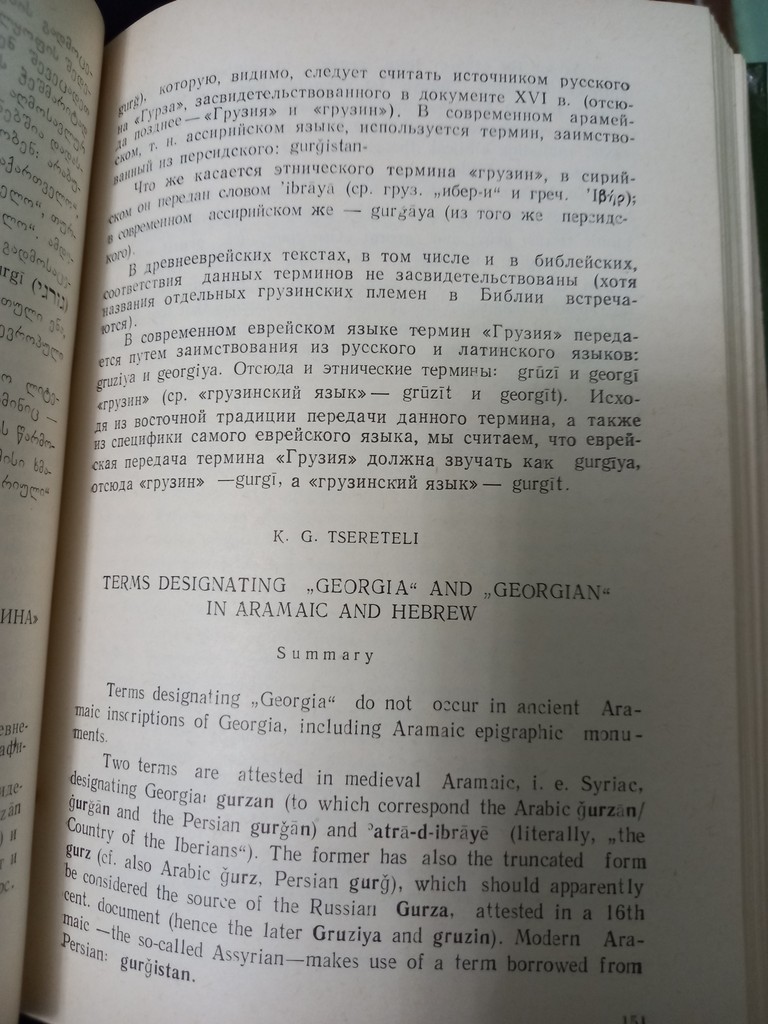 gurğ), которую, видимо, следует считать источником русского
на «Гурза», засвидетельствованного в документе XVI в. (отсю-
да позднее — «Грузия» и «грузин»). В современном арамей-
ском, т. н. ассирийском языке, используется термин, заимство-
ванный из персидского: gurğistan-
Что же касается этнического термина «грузин», в сирий-
ском он передан словом 'ibrāyā (ср. груз. „ибер-и“ и греч.
в современном ассирийском же — gurğāya (из того же персидс-
кого).
В древнееврейских текстах, в том числе и в библейских,
соответствия данных терминов не засвидетельствованы (хотя
названия отдельных грузинских племен в Библии встреча-
ются).
В современном еврейском языке термин «Грузия» переда-
ется путем заимствования из русского и латинского языков:
gruziya и georgiya. Отсюда и этнические термины: grūzī и georgī
«грузин» (ср. «грузинский язык» — grūzīt и georgīt). Исхо-
дя из восточной традиции передачи данного термина, а также
из специфики самого еврейского языка, мы считаем, что еврей-
ская передача термина «Грузия» должна звучать как gurgīya,
отсюда «грузин» —gurgī, а «грузинский язык» — gurgīt.
K. G. TSERETELI
TERMS DESIGNATING „GEORGIA“ AND „GEORGIAN“
IN ARAMAIC AND HEBREW
Summary
Terms designating „Georgia“ do not occur in ancient Ara-
maic inscriptions of Georgia, including Aramaic epigraphic monu-
ments.
Two terms are attested in medieval Aramaic, i. e. Syriac,
designating Georgia: gurzan (to which correspond the Arabic ğurzān/
ğurğān and the Persian gurğān) and ʾatrā-d-ibrāyē (literally, „the
Country of the Iberians“). The former has also the truncated form
gurz (cf. also Arabic ğurz, Persian gurğ), which should apparently
be considered the source of the Russian Gurza, attested in a 16th
cent. document (hence the later Gruziya and gruzin). Modern Ara-
maic —the so-called Assyrian—makes use of a term borrowed from
Persian: gurğistan.
151